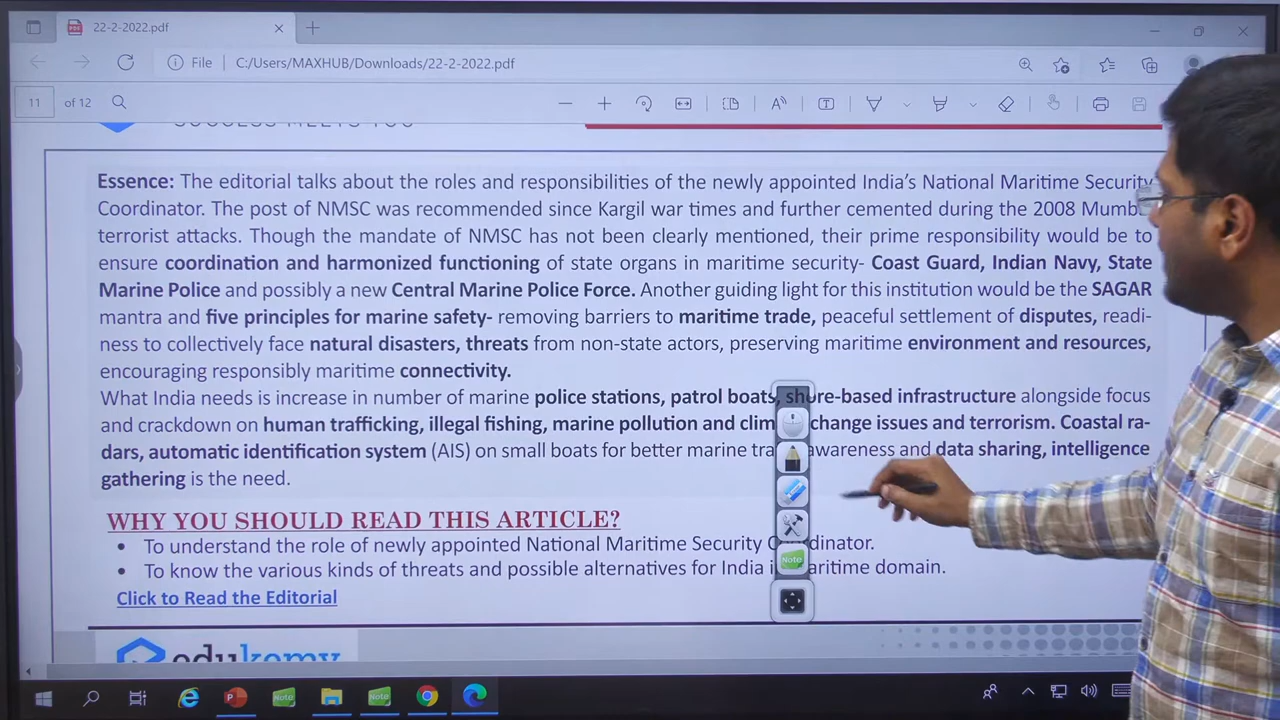 22-2-2022.pdf
File C:/Users/MAXHUB/Downloads/22-2-2022.pdf
11 of 12
SUCCESS MEETS YOU
Essence: The editorial talks about the roles and responsibilities of the newly appointed India's National Maritime Security
Coordinator. The post of NMSC was recommended since Kargil war times and further cemented during the 2008
terrorist attacks. Though the mandate of NMSC has not been clearly mentioned, their prime responsibility would be to
ensure coordination and harmonized functioning of state organs in maritime security- Coast Guard, Indian Navy, State
Marine Police and possibly a new Central Marine Police Force. Another guiding light for this institution would be the SAGAR
mantra and five principles for marine safety- removing barriers to maritime trade, peaceful settlement of disputes, readi-
ness to collectively face natural disasters, threats from non-state actors, preserving maritime environment and resources,
encouraging responsibly maritime connectivity.
What India needs is increase in number of marine police stations, patrol boats, shore-based infrastructure alongside focus
and crackdown on human trafficking, illegal fishing, marine pollution and change issues and terrorism. Coastal ra-
dars, automatic identification system (AIS) on small boats for better marine awareness and data sharing, intelligence
gathering is the need.
WHY YOU SHOULD READ THIS ARTICLE?
• To understand the role of newly appointed National Maritime Security
• To know the various kinds of threats and possible alternatives for India domain.
Click to Read the Editorial
Note
edukemy
Note Note